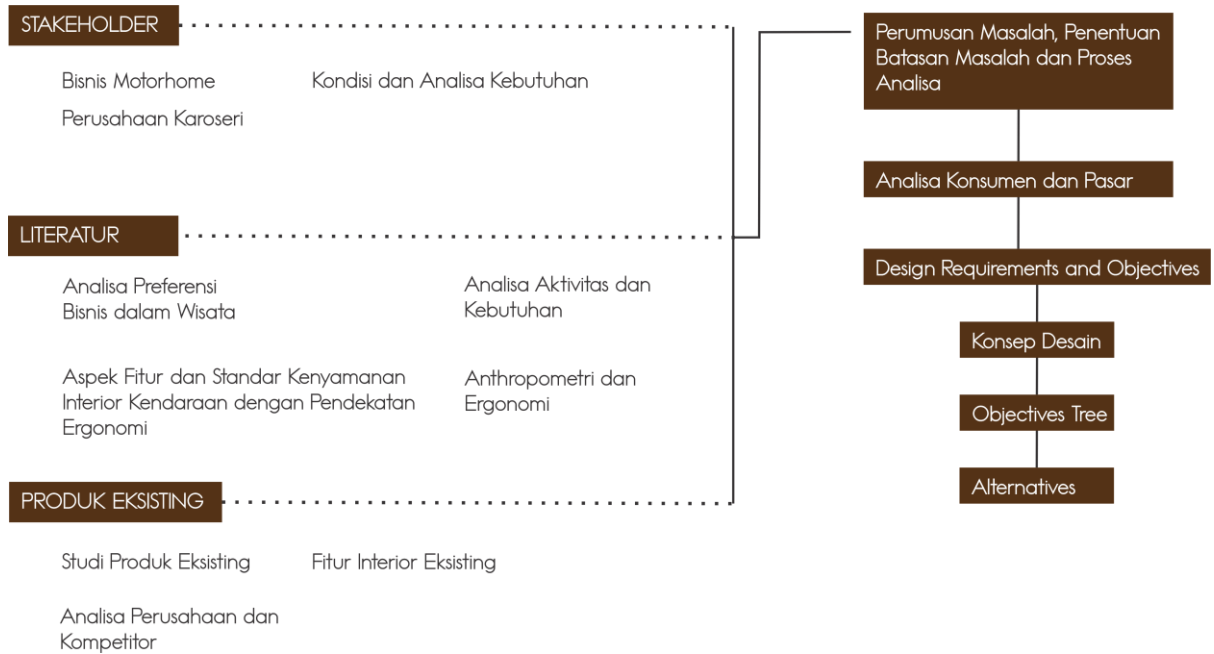 STAKEHOLDER
Bisnis Motorhome
Kondisi dan Analisa Kebutuhan
Perusahaan Karoseri
LITERATUR
Analisa Preferensi
Bisnis dalam Wisata
Analisa Aktivitas dan
Kebutuhan
Aspek Fitur dan Standar Kenyamanan
Interior Kendaraan dengan Pendekatan
Ergonomi
Anthropometri dan
Ergonomi
PRODUK EKSISTING
Studi Produk Eksisting
Fitur Interior Eksisting
Analisa Perusahaan dan
Kompetitor
Perumusan Masalah, Penentuan
Batasan Masalah dan Proses
Analisa
Analisa Konsumen dan Pasar
Design Requirements and Objectives
Konsep Desain
Objectives Tree
Alternatives